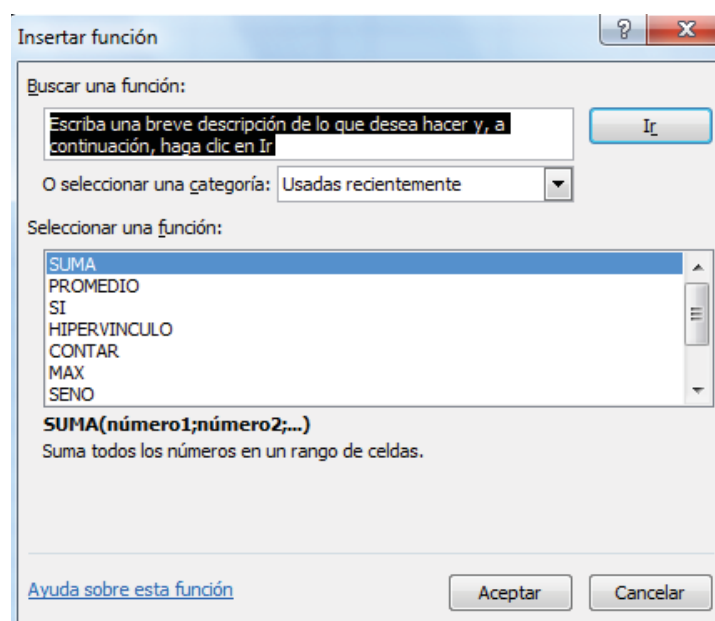 Insertar función
?
Buscar una función:
Escriba una breve descripción de lo que desea hacer y, a
continuación, haga clic en Ir
Ir
O seleccionar una categoría: Usadas recientemente
Seleccionar una función:
SUMA
PROMEDIO
SI
HIPERVINCULO
CONTAR
MAX
SENO
SUMA(número1;número2;...)
Suma todos los números en un rango de celdas.
Ayuda sobre esta función
Aceptar
Cancelar